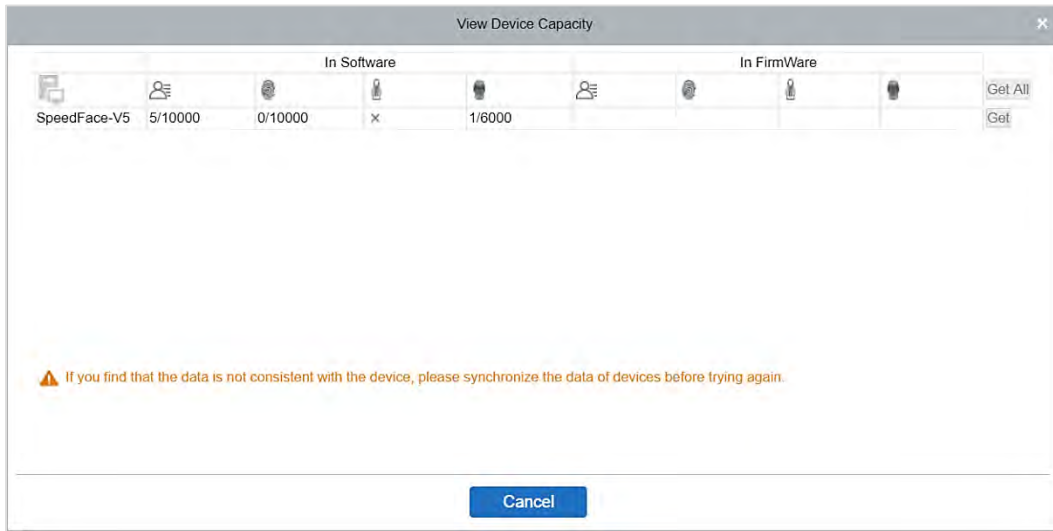 View Device Capacity ×
In Software In FirmWare
Get All
SpeedFace-V5 5/10000 0/10000 × 1/6000 Get
If you find that the data is not consistent with the device, please synchronize the data of devices before trying again.
Cancel